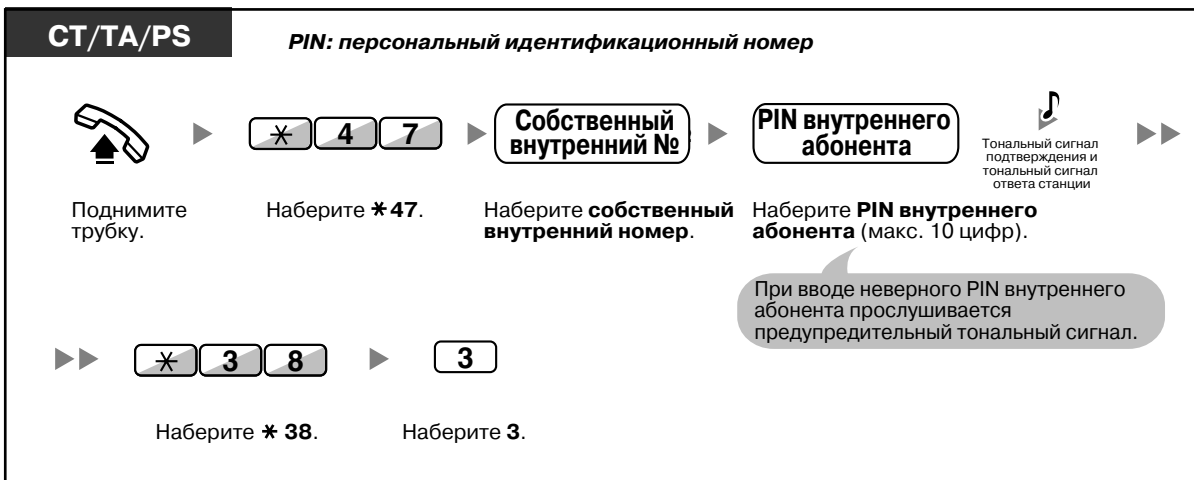 CT/TA/PS
PIN: персональный идентификационный номер
* 4 7
Собственный
внутренний №
PIN внутреннего
абонента
Тональный сигнал
подтверждения и
тональный сигнал
ответа станции
Поднимите
трубку.
Наберите *47.
Наберите собственный
внутренний номер.
Наберите PIN внутреннего
абонента (макс. 10 цифр).
При вводе неверного PIN внутреннего
абонента прослушивается
предупредительный тональный сигнал.
* 3 8
3
Наберите * 38.
Наберите 3.